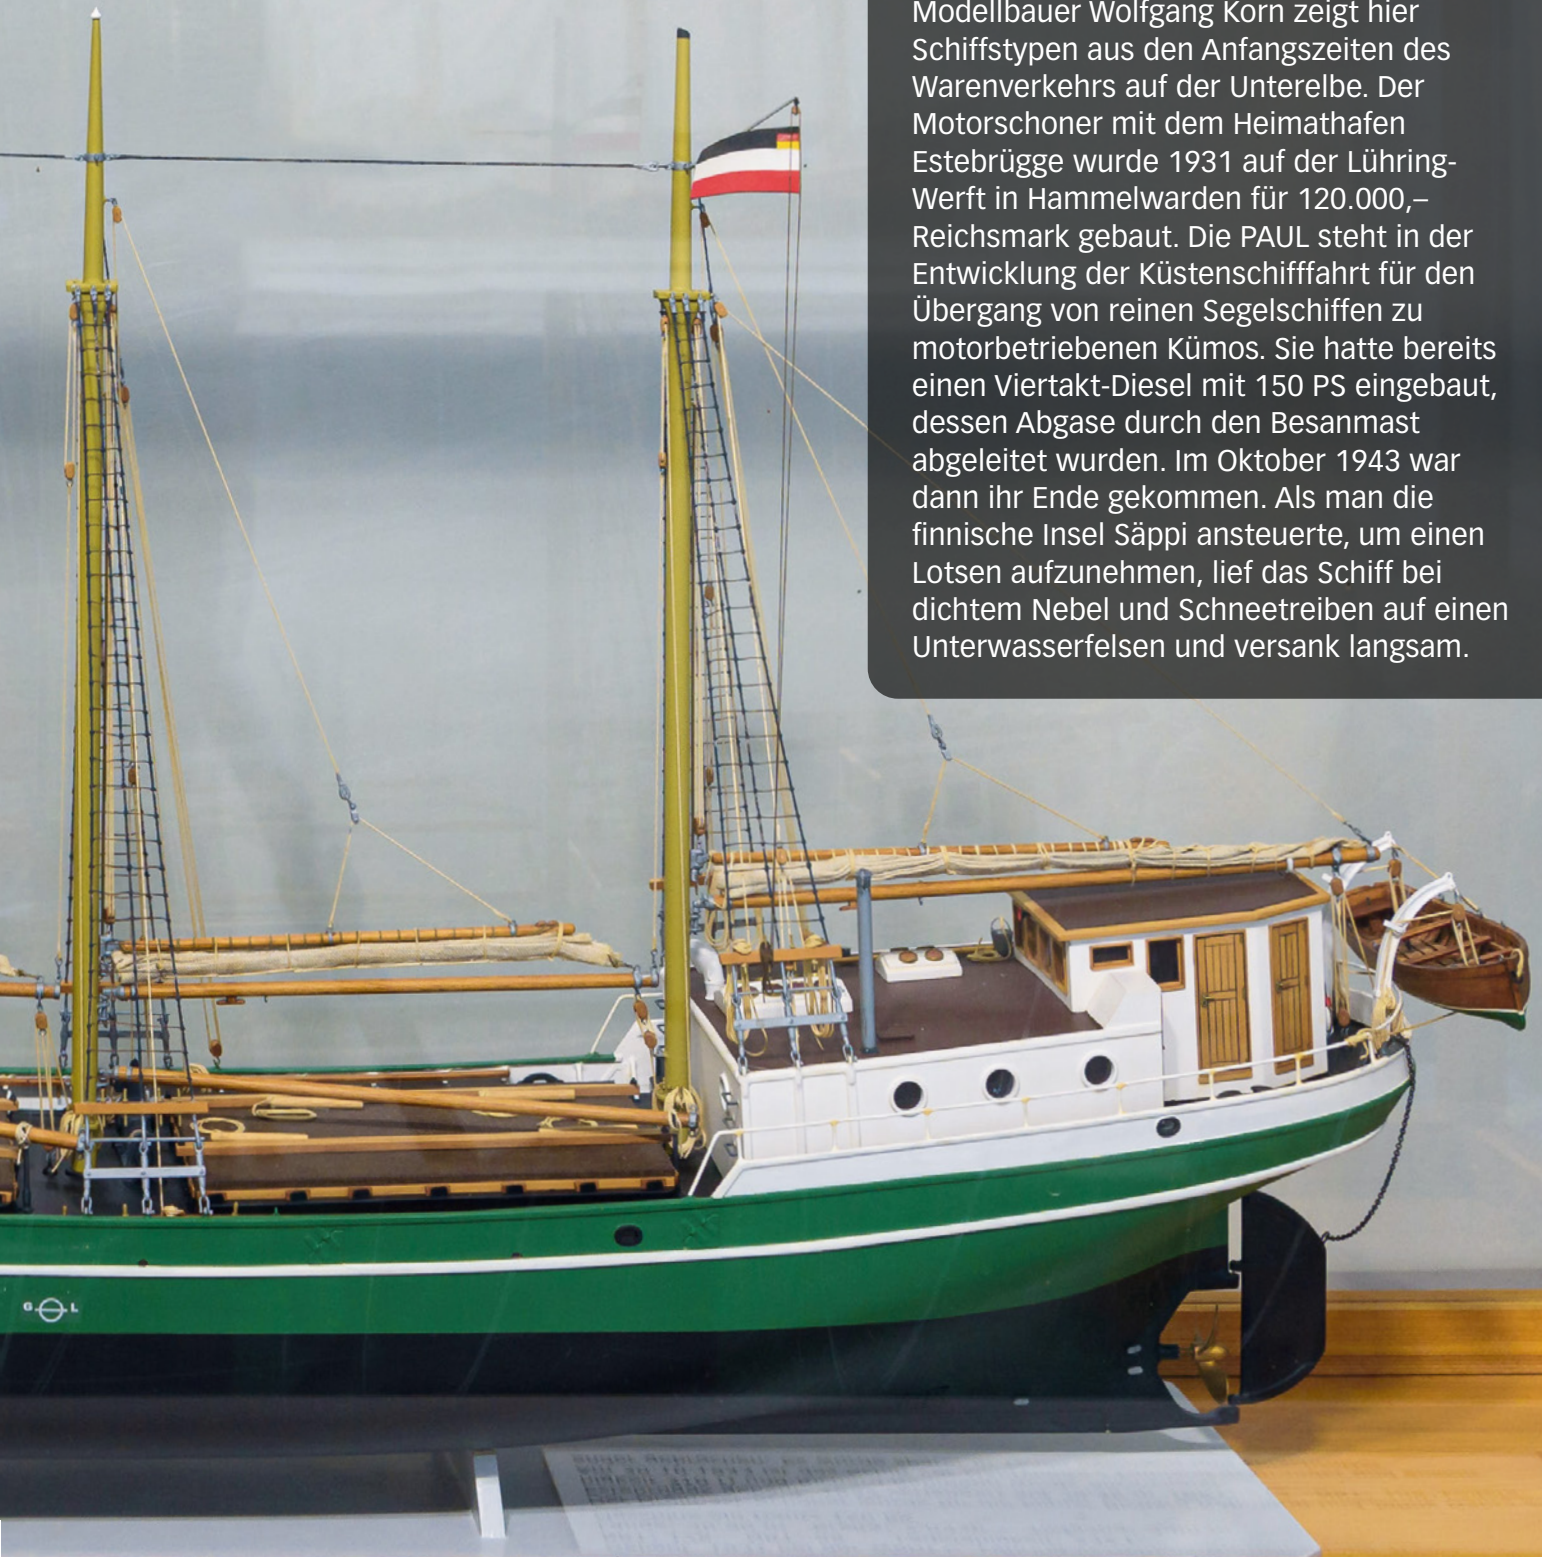 Modellbauer Wolfgang Korn zeigt hier
Schiffstypen aus den Anfangszeiten des
Warenverkehrs auf der Unterelbe. Der
Motorschoner mit dem Heimathafen
Estebrügge wurde 1931 auf der Lühring-
Werft in Hammelwarden für 120.000,–
Reichsmark gebaut. Die PAUL steht in der
Entwicklung der Küstenschifffahrt für den
Übergang von reinen Segelschiffen zu
motorbetriebenen Kümos. Sie hatte bereits
einen Viertakt-Diesel mit 150 PS eingebaut,
dessen Abgase durch den Besanmast
abgeleitet wurden. Im Oktober 1943 war
dann ihr Ende gekommen. Als man die
finnische Insel Säppi ansteuerte, um einen
Lotsen aufzunehmen, lief das Schiff bei
dichtem Nebel und Schneetreiben auf einen
Unterwasserfelsen und versank langsam.
G L